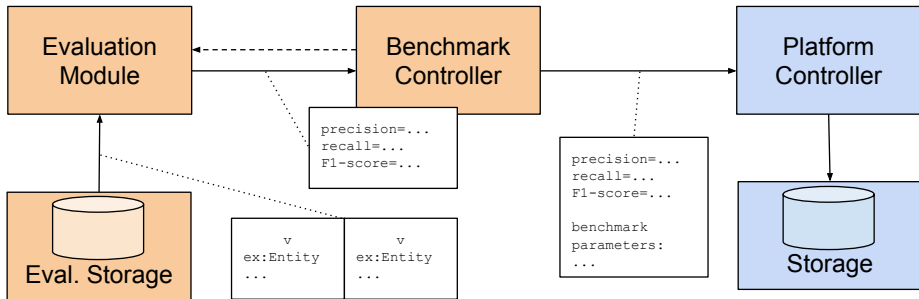 Evaluation
Module
Benchmark
Controller
Platform
Controller
precision=...
recall=...
F1-score=...
precision=...
recall=...
F1-score=...
benchmark
parameters:
...
v
ex:Entity
...
v
ex:Entity
...
Eval. Storage
Storage